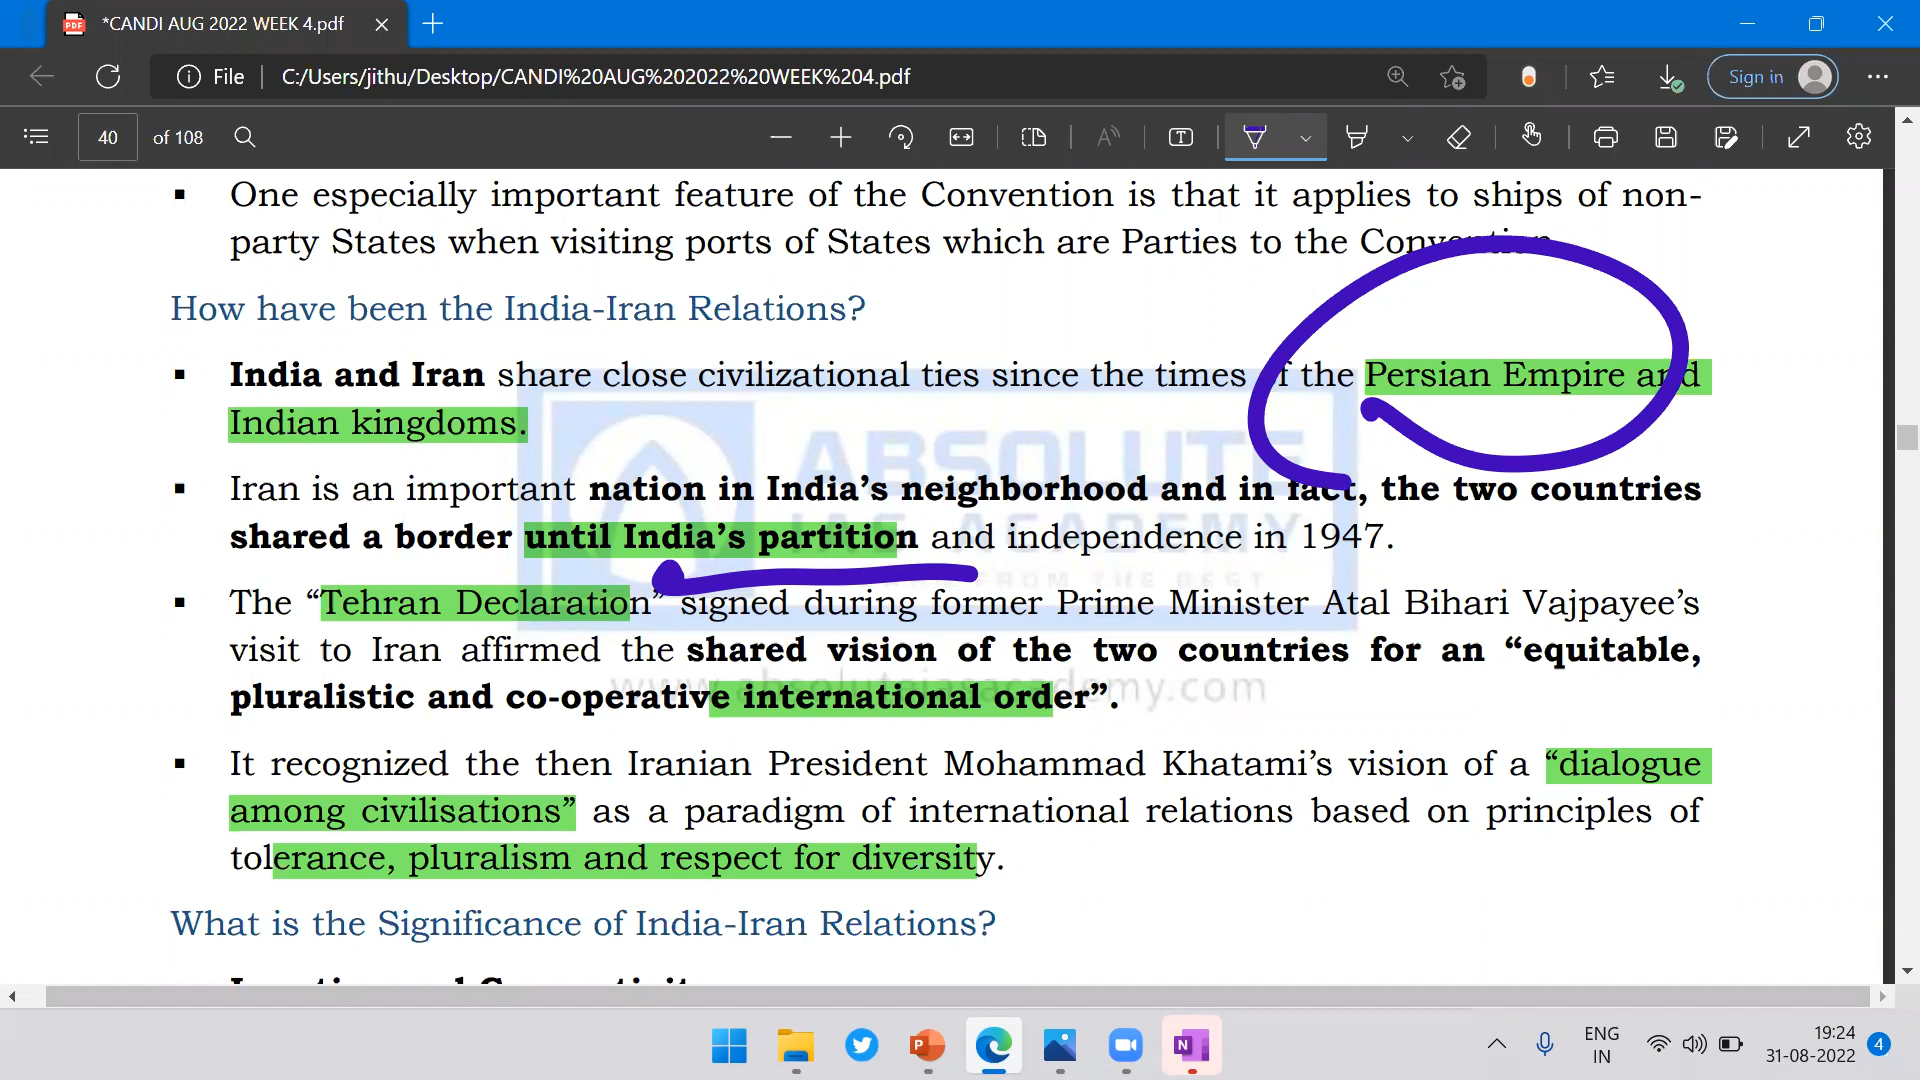 *CANDI AUG 2022 WEEK 4.pdf
File
C:/Users/jithu/Desktop/CANDI%20AUG%202022%20WEEK%204.pdf
Sign in
40 of 108
▪ One especially important feature of the Convention is that it applies to ships of non-
party States when visiting ports of States which are Parties to the Convention.
How have been the India-Iran Relations?
▪ India and Iran share close civilizational ties since the times of the Persian Empire and
Indian kingdoms.
▪ Iran is an important nation in India’s neighborhood and in fact, the two countries
shared a border until India’s partition and independence in 1947.
▪ The “Tehran Declaration” signed during former Prime Minister Atal Bihari Vajpayee’s
visit to Iran affirmed the shared vision of the two countries for an “equitable,
pluralistic and co-operative international order”.
▪ It recognized the then Iranian President Mohammad Khatami’s vision of a “dialogue
among civilisations” as a paradigm of international relations based on principles of
tolerance, pluralism and respect for diversity.
What is the Significance of India-Iran Relations?
ABSOLUTE
IAS ACADEMY
FROM THE BEST
www.absoluteiasacademy.com
ENG
IN
19:24
31-08-2022
4